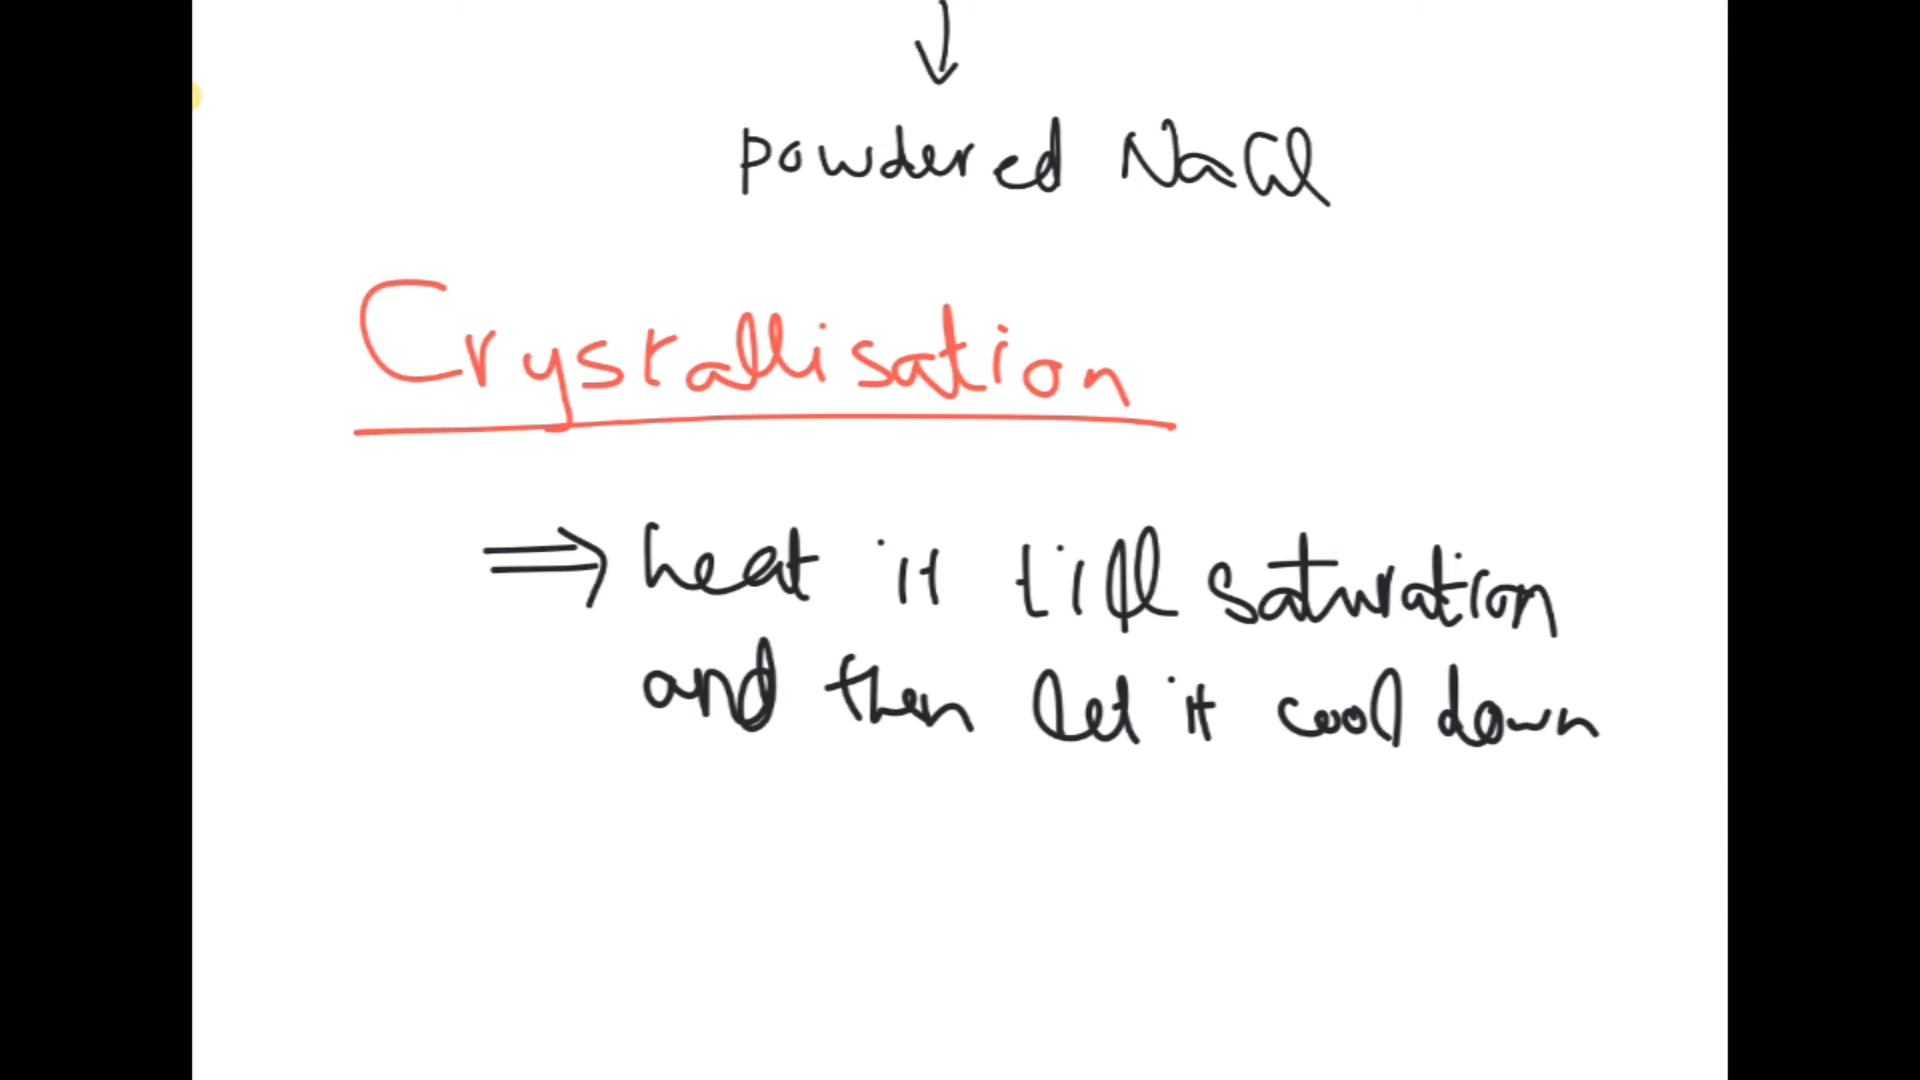 powdered NaCl
Crystallisation
⇒ heat it till saturation
and then let it cool down